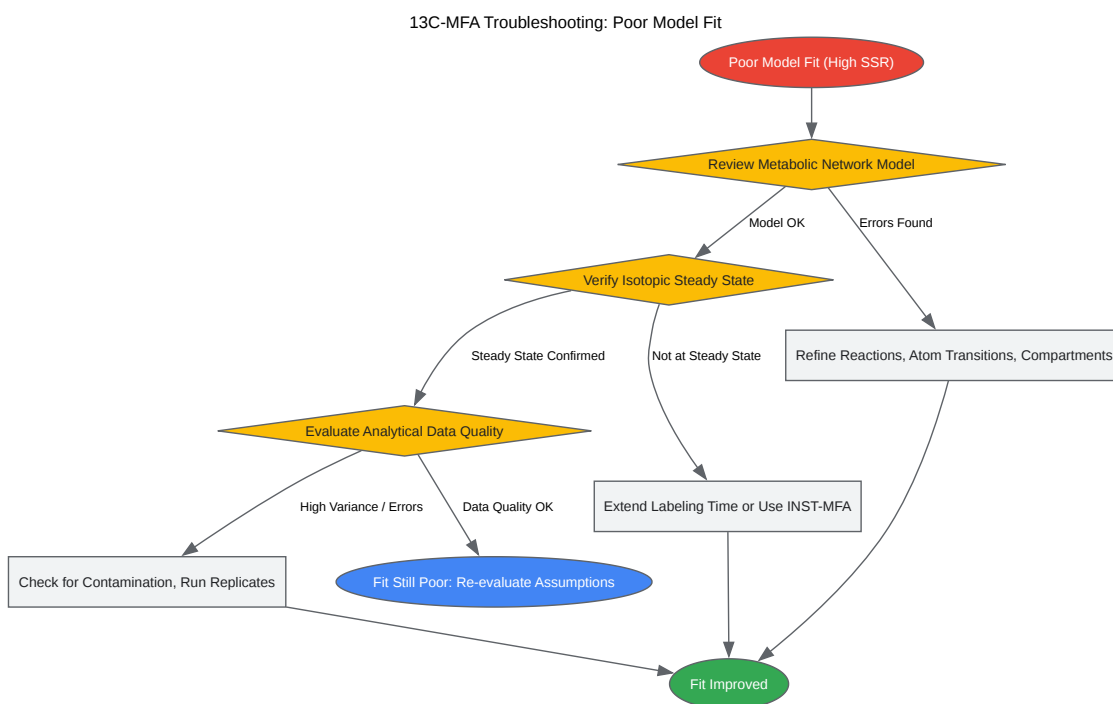 13C-MFA Troubleshooting: Poor Model Fit
Poor Model Fit (High SSR)
Review Metabolic Network Model
Model OK
Errors Found
Verify Isotopic Steady State
Steady State Confirmed
Not at Steady State
Refine Reactions, Atom Transitions, Compartments
Evaluate Analytical Data Quality
High Variance / Errors
Data Quality OK
Extend Labeling Time or Use INST-MFA
Check for Contamination, Run Replicates
Fit Still Poor: Re-evaluate Assumptions
Fit Improved